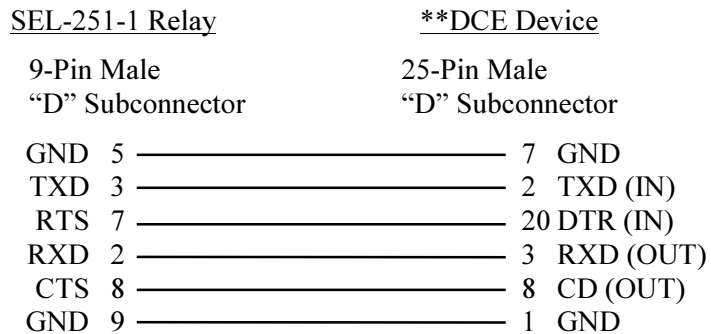 SEL-251-1 Relay **DCE Device
9-Pin Male 25-Pin Male
“D” Subconnector “D” Subconnector
GND 5 7 GND
TXD 3 2 TXD (IN)
RTS 7 20 DTR (IN)
RXD 2 3 RXD (OUT)
CTS 8 8 CD (OUT)
GND 9 1 GND